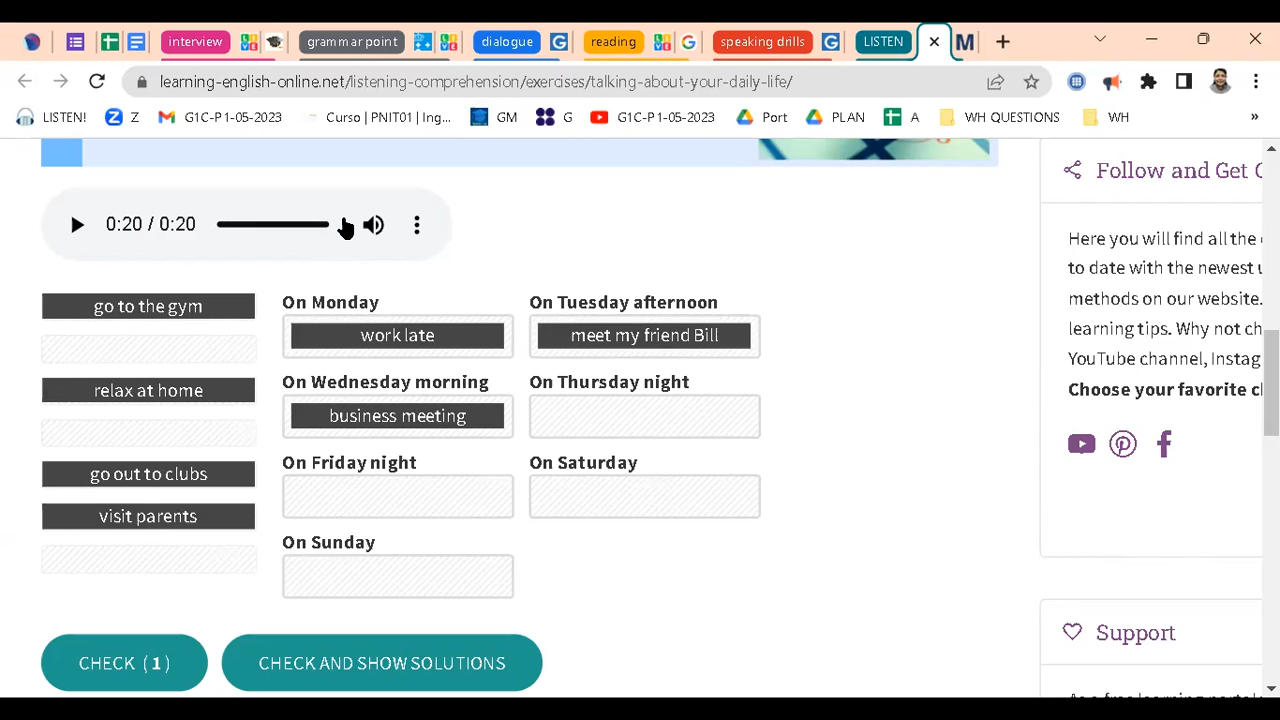 interview
grammar point
dialogue
reading
speaking drills
LISTEN
learning-english-online.net/listening-comprehension/exercises/talking-about-your-daily-life/
LISTEN!
Z
G1C-P 1-05-2023
Curso | PNIT01 | Ing...
GM
G
G1C-P1-05-2023
Port
PLAN
A
WH QUESTIONS
WH
»
0:20 / 0:20
go to the gym
relax at home
go out to clubs
visit parents
On Monday
work late
On Tuesday afternoon
meet my friend Bill
On Wednesday morning
business meeting
On Thursday night
On Friday night
On Saturday
On Sunday
CHECK ( 1 )
CHECK AND SHOW SOLUTIONS
Follow and Get
Here you will find all the
to date with the newest
methods on our website.
learning tips. Why not
YouTube channel, Instag
Choose your favorite
Support